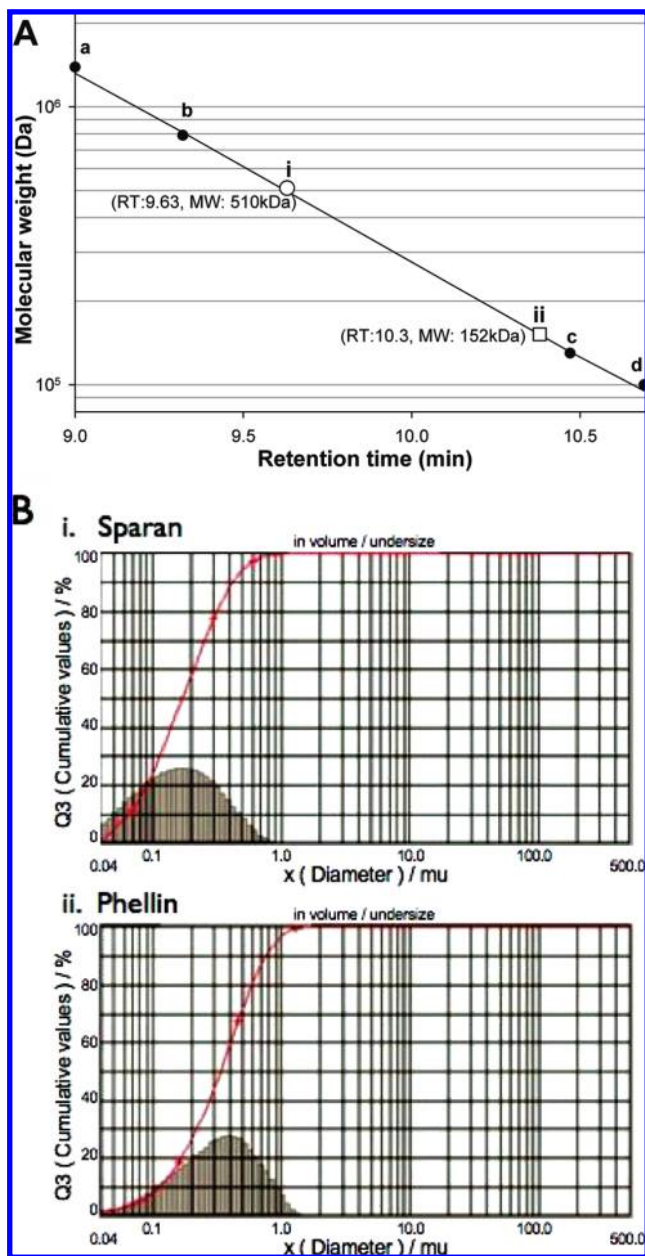 A
a
b
i
(RT:9.63, MW: 510kDa)
ii
(RT:10.3, MW: 152kDa)
c
d
10⁶
10⁵
Molecular weight (Da)
9.0 9.5 10.0 10.5
Retention time (min)
B
i. Sparan
in volume / undersize
Q3 ( Cumulative values ) / %
100
80
60
40
20
0
0.04 0.1 1.0 10.0 100.0 500.0
x ( Diameter ) / mu
ii. Phellin
in volume / undersize
Q3 ( Cumulative values ) / %
100
80
60
40
20
0
0.04 0.1 1.0 10.0 100.0 500.0
x ( Diameter ) / mu